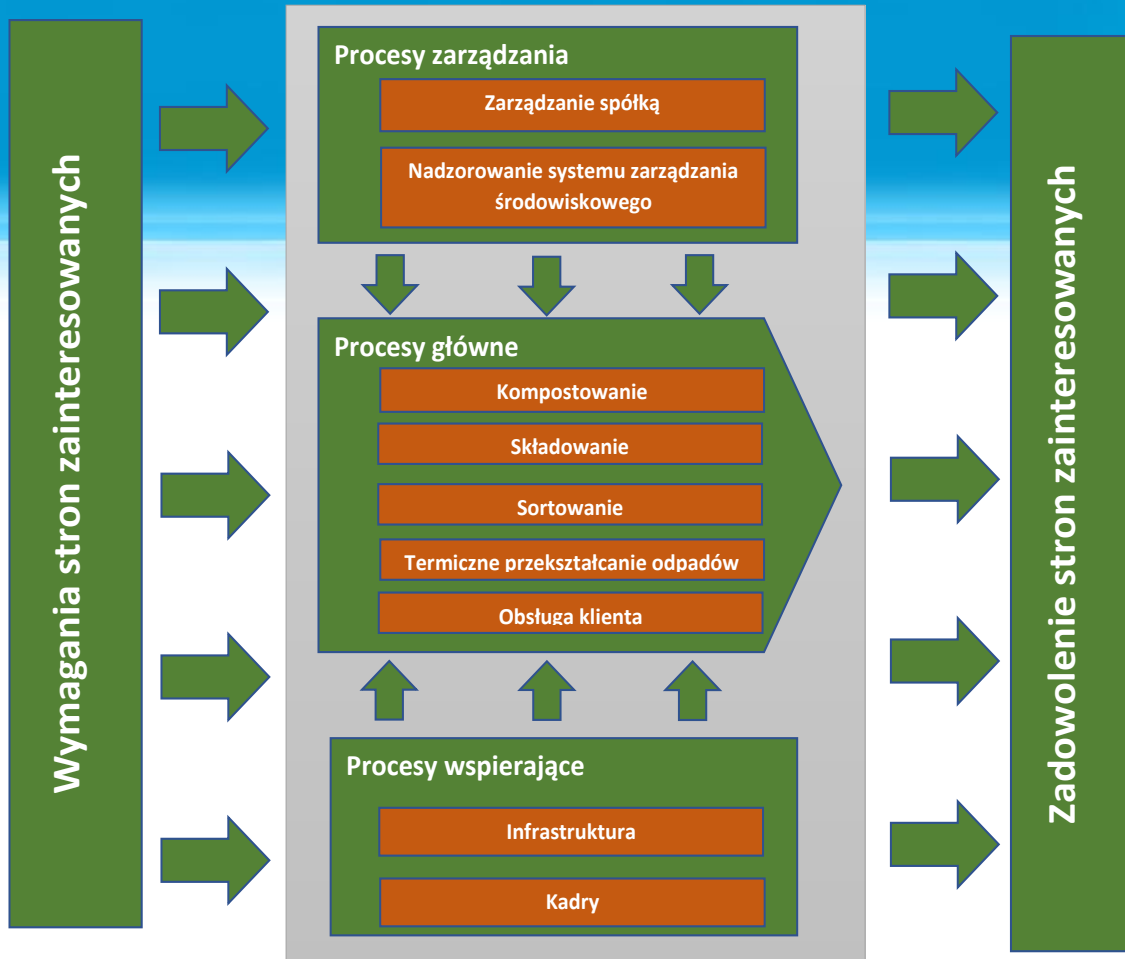 Wymagania stron zainteresowanych
Procesy zarządzania
Zarządzanie spółką
Nadzorowanie systemu zarządzania
środowiskowego
Procesy główne
Kompostowanie
Składowanie
Sortowanie
Termiczne przekształcanie odpadów
Obsługa klienta
Procesy wspierające
Infrastruktura
Kadry
Zadowolenie stron zainteresowanych